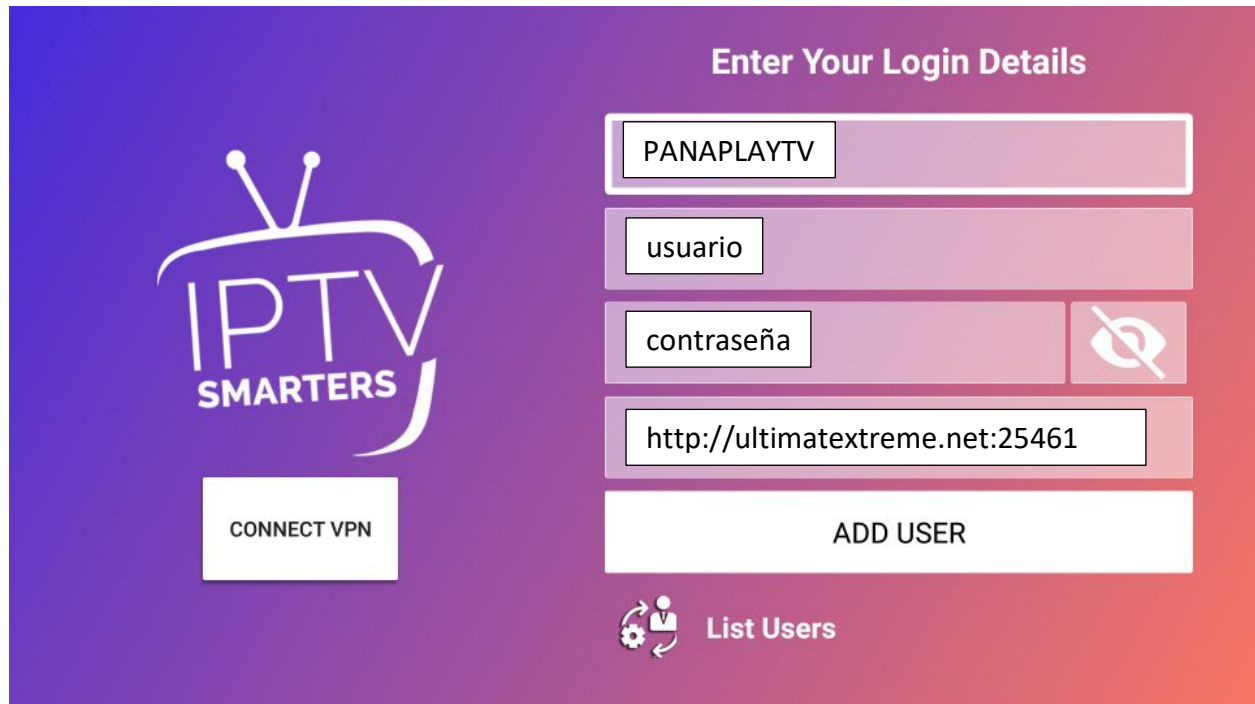 Enter Your Login Details
PANAPLAYTV
usuario
contraseña
http://ultimatextreme.net:25461
ADD USER
List Users
IPTV
SMARTERS
CONNECT VPN